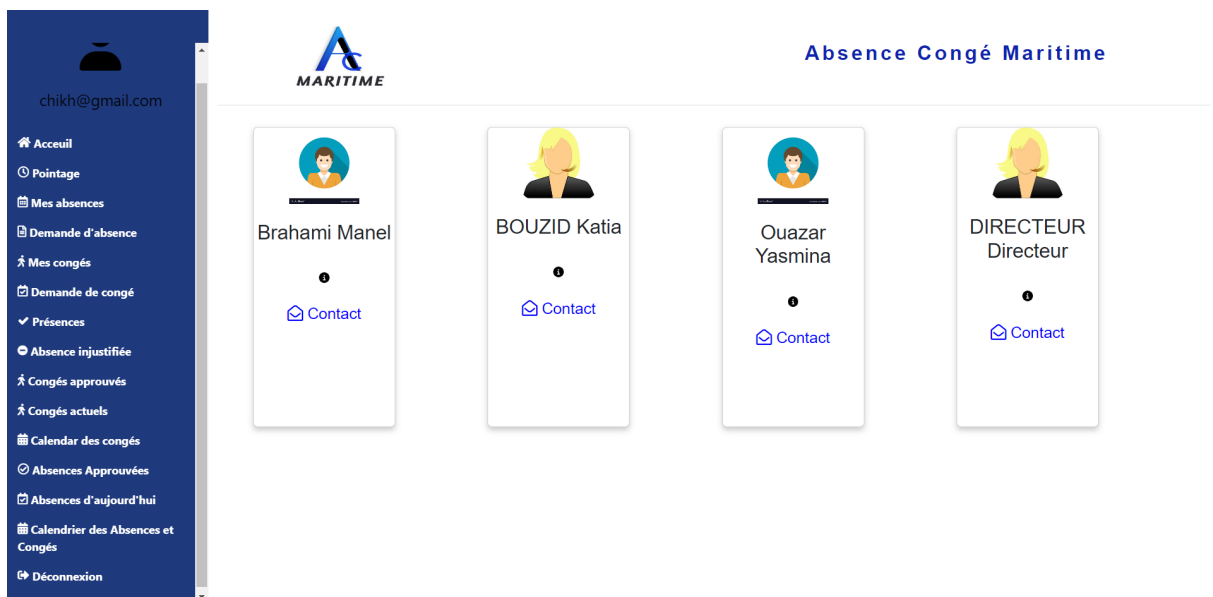 chikh@gmail.com
Acceuil
Pointage
Mes absences
Demande d'absence
Mes congés
Demande de congé
Présences
Absence injustifiée
Congés approuvés
Congés actuels
Calendar des congés
Absences Approuvées
Absences d'aujourd'hui
Calendrier des Absences et
Congés
Déconnexion
AC
MARITIME
Absence Congé Maritime
Brahami Manel
Contact
BOUZID Katia
Contact
Ouazar
Yasmina
Contact
DIRECTEUR
Directeur
Contact